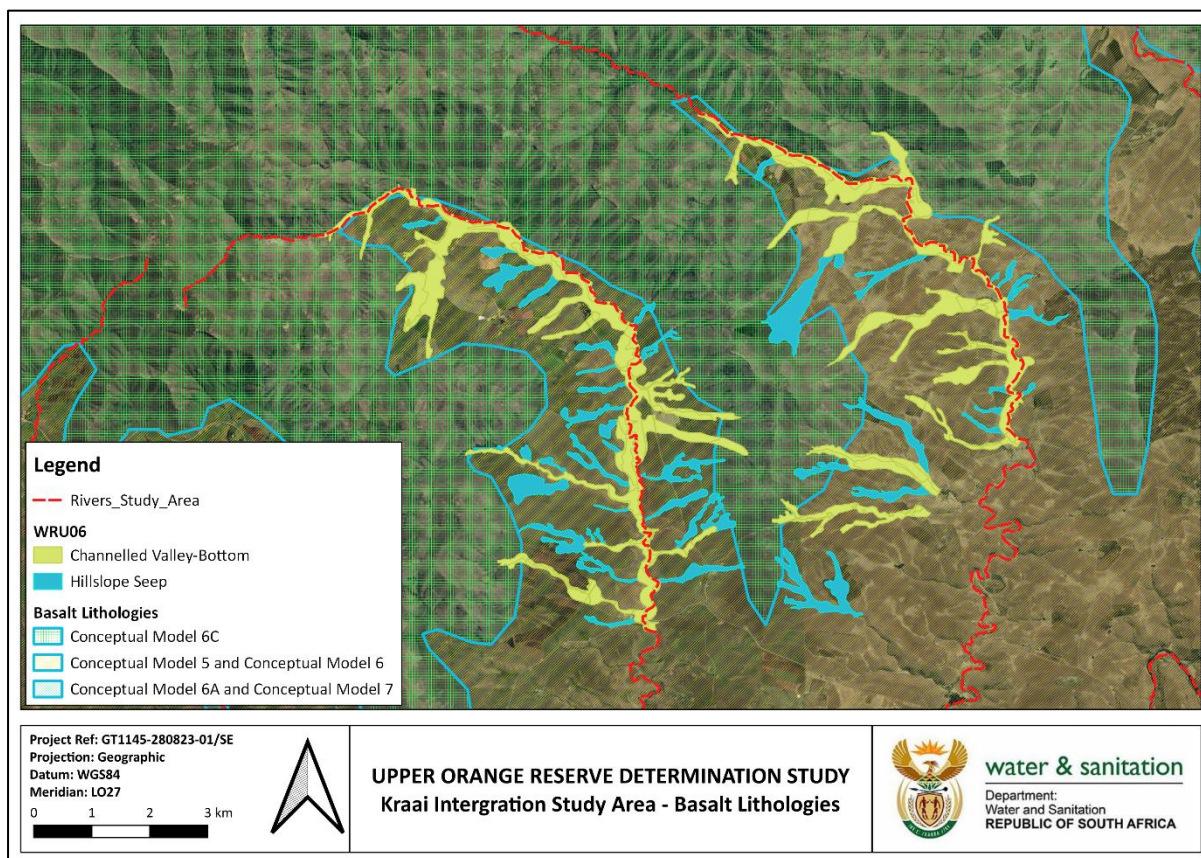 Legend
Rivers_Study_Area
WRU06
Channelled Valley-Bottom
Hillslope Seep
Basalt Lithologies
Conceptual Model 6C
Conceptual Model 5 and Conceptual Model 6
Conceptual Model 6A and Conceptual Model 7
Project Ref: GT1145-280823-01/SE
Projection: Geographic
Datum: WGS84
Meridian: LO27
0 1 2 3 km
UPPER ORANGE RESERVE DETERMINATION STUDY
Kraai Intergration Study Area - Basalt Lithologies
water & sanitation
Department:
Water and Sanitation
REPUBLIC OF SOUTH AFRICA